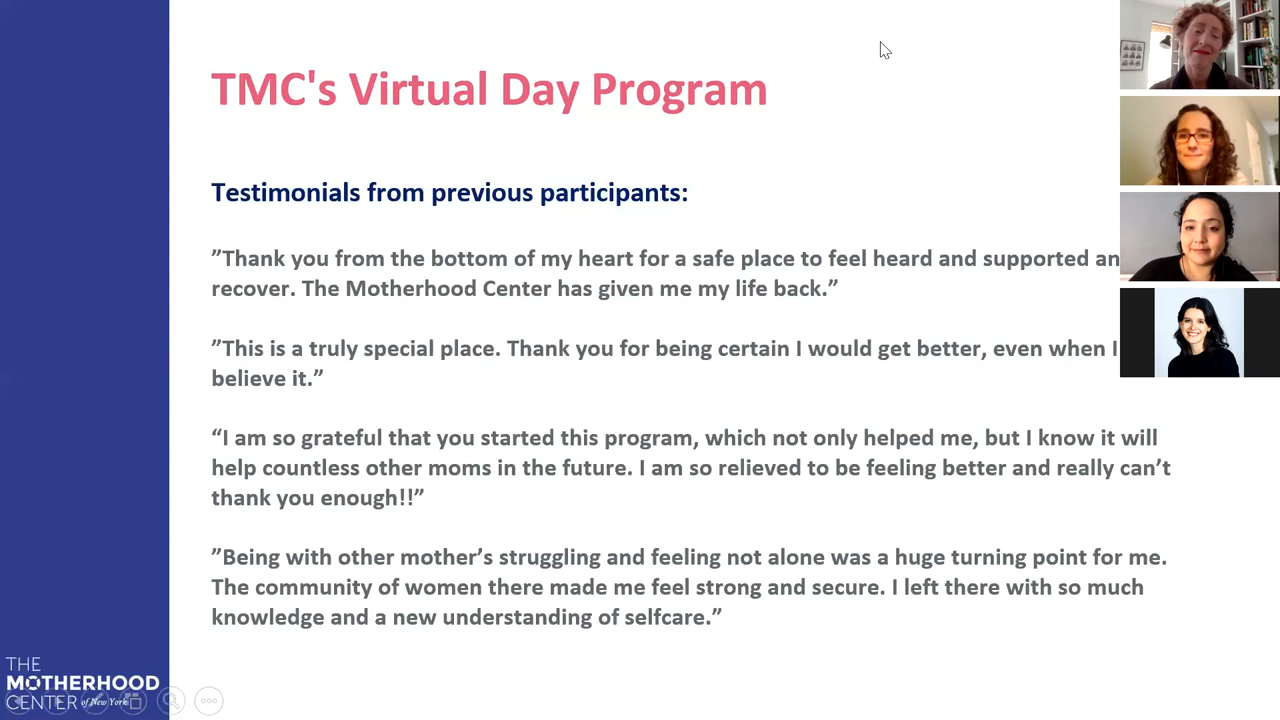 TMC's Virtual Day Program
Testimonials from previous participants:
”Thank you from the bottom of my heart for a safe place to feel heard and supported an
recover. The Motherhood Center has given me my life back.”
”This is a truly special place. Thank you for being certain I would get better, even when I
believe it.”
“I am so grateful that you started this program, which not only helped me, but I know it will
help countless other moms in the future. I am so relieved to be feeling better and really can’t
thank you enough!!”
”Being with other mother’s struggling and feeling not alone was a huge turning point for me.
The community of women there made me feel strong and secure. I left there with so much
knowledge and a new understanding of selfcare.”
THE
MOTHERHOOD
CENTER of New York